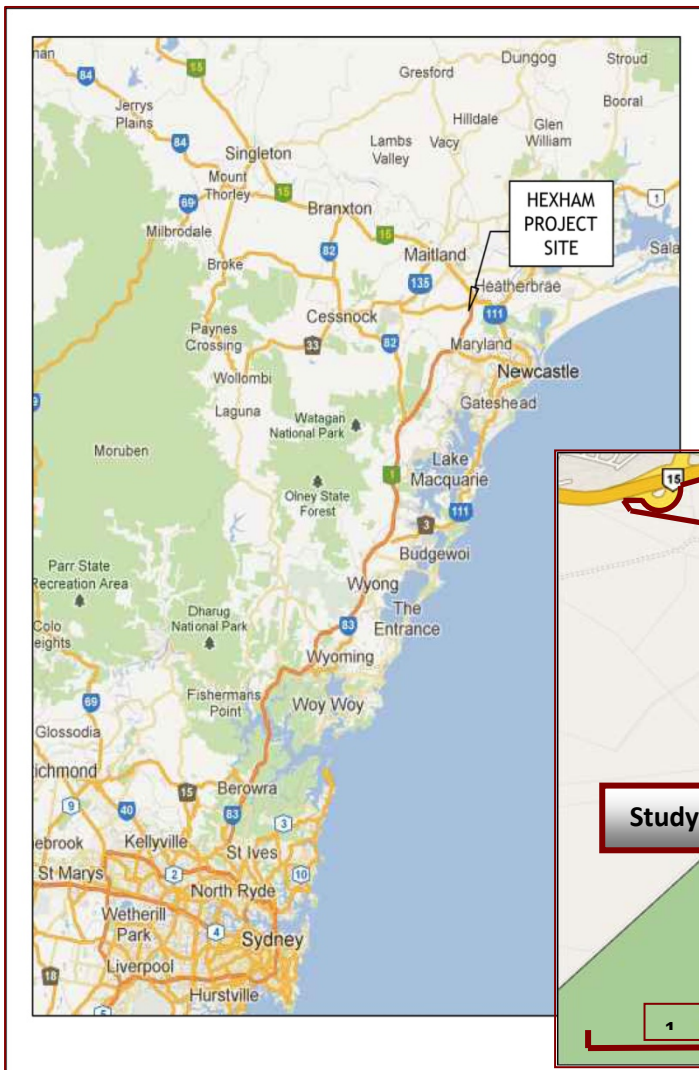 Dungog
Stroud
84
15
Gresford
Booral
Jerrys
Plains
Hilldale
Glen
William
Lambs
Valley
Vacy
84
Singleton
Mount
Thorley
15
HEXHAM
PROJECT
SITE
1
69
Branxton
15
Milbrodale
82
Maitland
Broke
135
Heatherbrae
Cessnock
111
Paynes
Crossing
33
82
Maryland
Newcastle
Wollombi
Gateshead
Laguna
Watagan
National Park
Moruben
Lake
Macquarie
1
Olney State
Forest
3
111
15
Budgewoi
Parr State
Recreation Area
Wyong
The
Entrance
Dharug
National Park
83
Wyoming
69
Fishermans
Point
Woy Woy
Glossodia
15
Berowra
9
40
83
3
Study
Kellyville
St Ives
St Marys
2
10
North Ryde
Wetherill
Park
4
Sydney
Liverpool
18
Hurstville
5
1